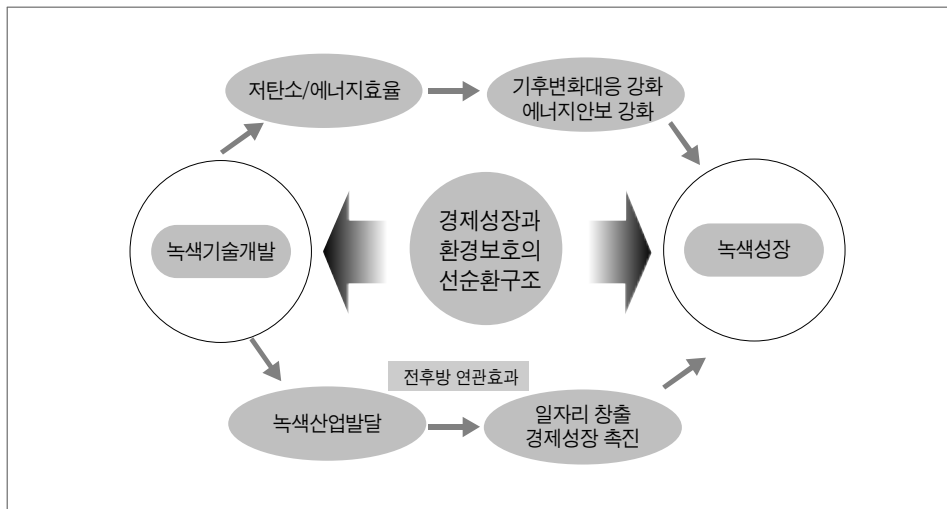 저탄소/에너지효율
기후변화대응 강화
에너지안보 강화
녹색기술개발
경제성장과
환경보호의
선순환구조
녹색성장
전후방 연관효과
녹색산업발달
일자리 창출
경제성장 촉진